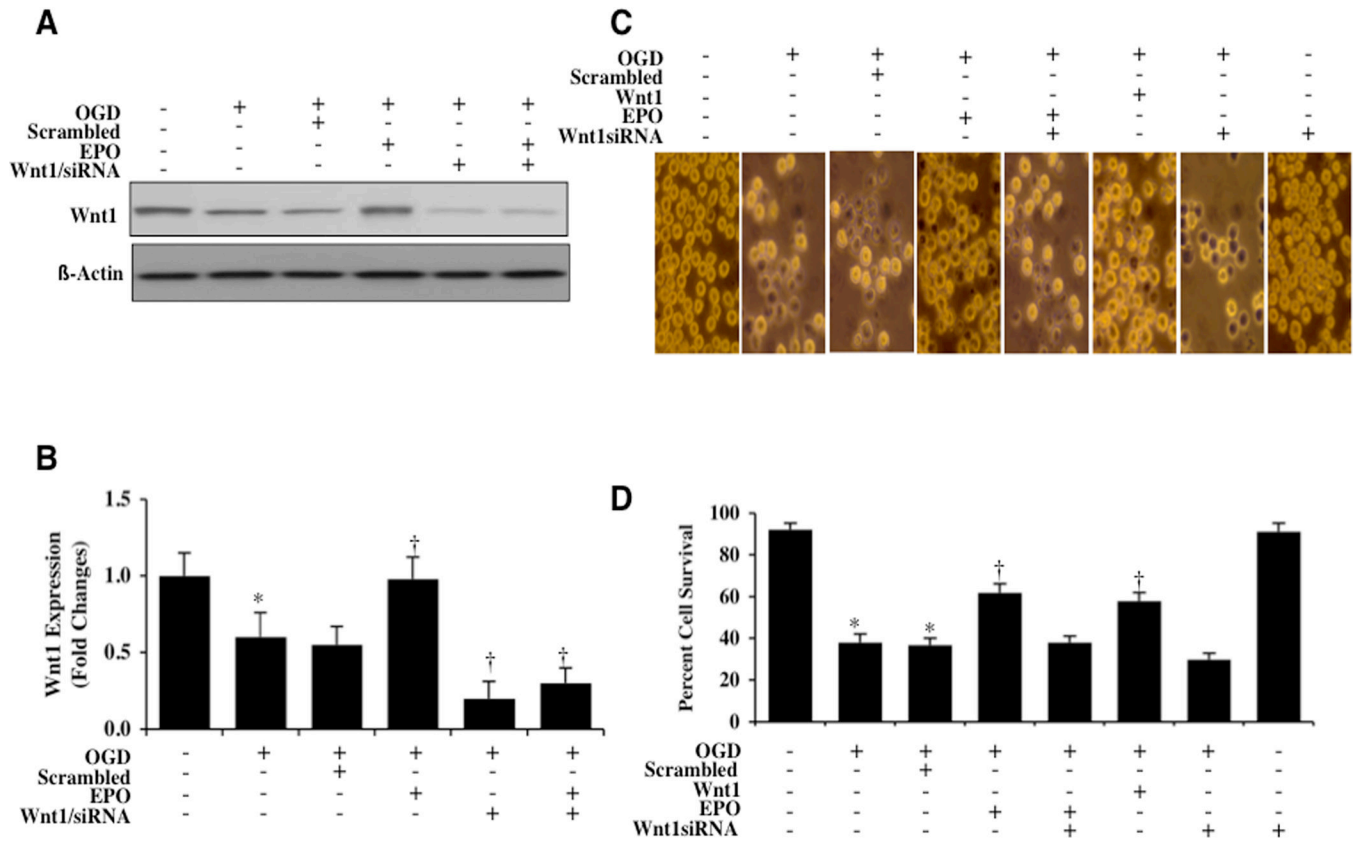 A
OGD - + + + + +
Scrambled - - + - - -
EPO - - - + - +
Wnt1/siRNA - - - - + +
Wnt1
ß-Actin
B
1.5
1.0
0.5
0.0
Wnt1 Expression
(Fold Changes)
* † † †
OGD - + + + + +
Scrambled - - + - - -
EPO - - - + - +
Wnt1/siRNA - - - - + +
C
OGD - + + + + + + -
Scrambled - - + - - - - -
Wnt1 - - - - - + - -
EPO - - - + + - - -
Wnt1siRNA - - - - + - + +
D
100
80
60
40
20
0
Percent Cell Survival
* * † †
OGD - + + + + + + -
Scrambled - - + - - - - -
Wnt1 - - - - - + - -
EPO - - - + + - - -
Wnt1siRNA - - - - + - + +